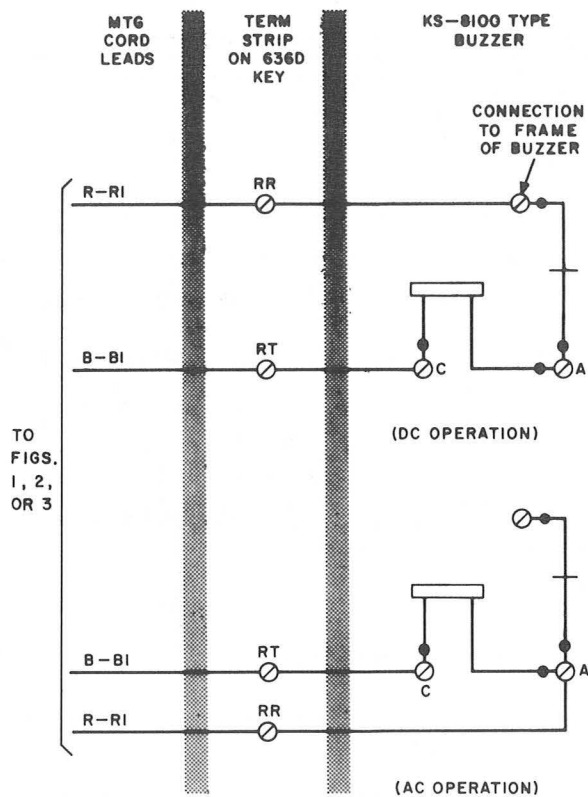 MTG
CORD
LEADS
TERM
STRIP
ON 636D
KEY
KS-8100 TYPE
BUZZER
CONNECTION
TO FRAME
OF BUZZER
R-R1
RR
B-B1
RT
C
A
(DC OPERATION)
TO
FIGS.
1, 2,
OR 3
B-B1
RT
C
A
R-R1
RR
(AC OPERATION)